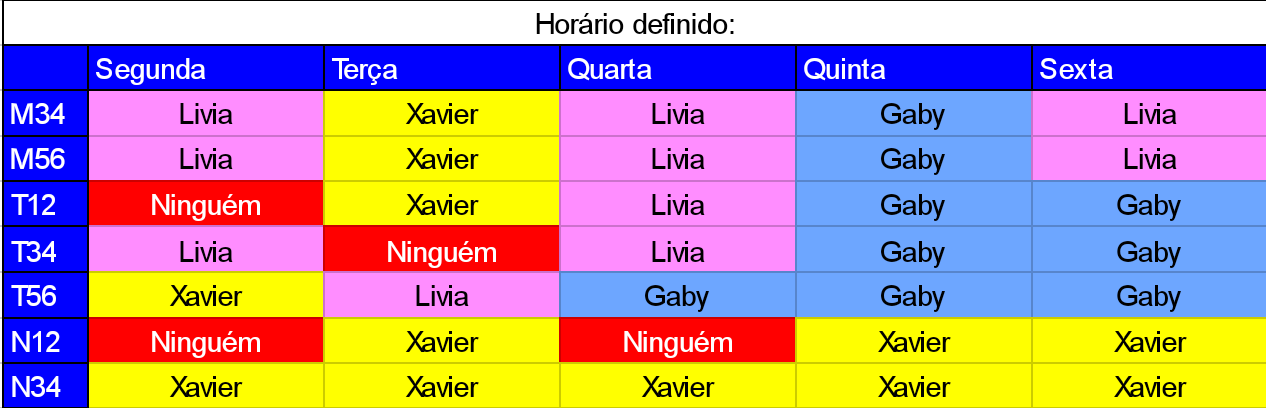 Horário definido:
Segunda Terça Quarta Quinta Sexta
M34 Livia Xavier Livia Gaby Livia
M56 Livia Xavier Livia Gaby Livia
T12 Ninguém Xavier Livia Gaby Gaby
T34 Livia Ninguém Livia Gaby Gaby
T56 Xavier Livia Gaby Gaby Gaby
N12 Ninguém Xavier Ninguém Xavier Xavier
N34 Xavier Xavier Xavier Xavier Xavier